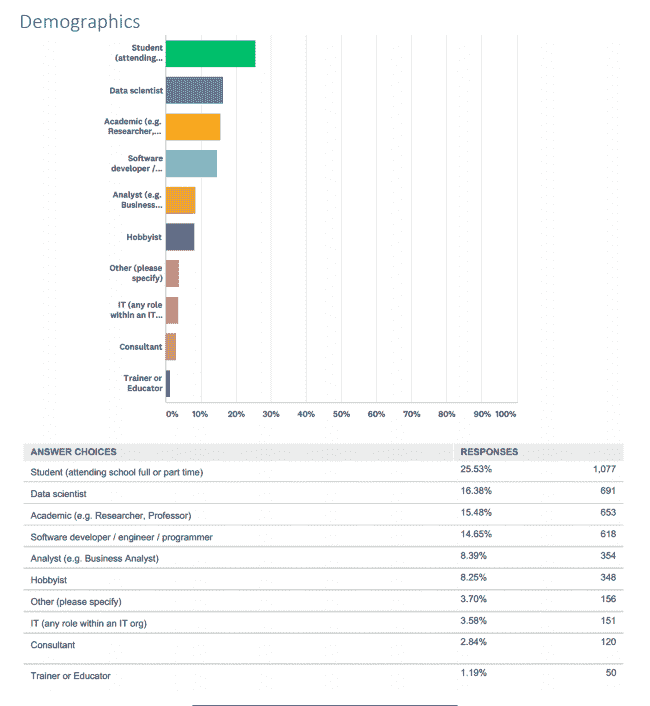 Demographics
Student
(attending...
Data scientist
Academic (e.g.
Researcher,...
Software
developer /...
Analyst (e.g.
Business...
Hobbyist
Other (please
specify)
IT (any role
within an IT...
Consultant
Trainer or
Educator
0% 10% 20% 30% 40% 50% 60% 70% 80% 90% 100%
ANSWER CHOICES RESPONSES
Student (attending school full or part time) 25.53% 1,077
Data scientist 16.38% 691
Academic (e.g. Researcher, Professor) 15.48% 653
Software developer / engineer / programmer 14.65% 618
Analyst (e.g. Business Analyst) 8.39% 354
Hobbyist 8.25% 348
Other (please specify) 3.70% 156
IT (any role within an IT org) 3.58% 151
Consultant 2.84% 120
Trainer or Educator 1.19% 50